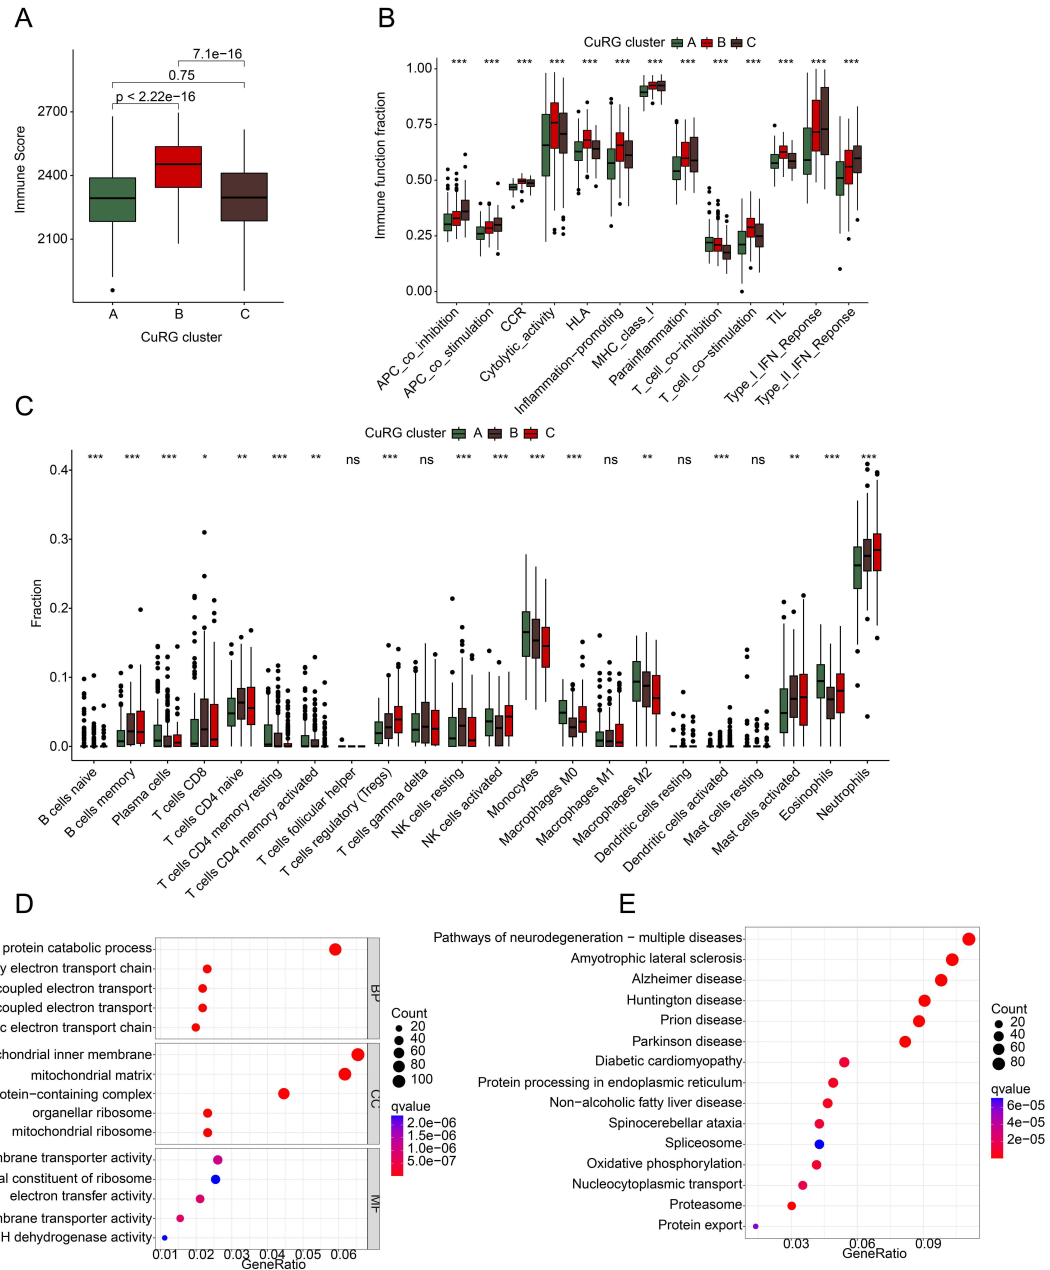 A
7.1e−16
0.75
p < 2.22e−16
Immune Score
2700
2400
2100
A B C
CuRG cluster
B
CuRG cluster A B C
*** *** *** *** *** *** *** *** *** *** *** *** ***
Immune function fraction
1.00
0.75
0.50
0.25
0.00
APC_co_inhibition
APC_co_stimulation
CCR
Cytolytic_activity
HLA
Inflammation−promoting
MHC_class_I
Parainflammation
T_cell_co−inhibition
T_cell_co−stimulation
TIL
Type_I_IFN_Reponse
Type_II_IFN_Reponse
C
CuRG cluster A B C
*** *** *** * ** *** ** ns *** ns *** *** *** *** ns ** ns *** ns ** *** ***
Fraction
0.4
0.3
0.2
0.1
0.0
B cells naive
B cells memory
Plasma cells
T cells CD8
T cells CD4 naive
T cells CD4 memory resting
T cells CD4 memory activated
T cells follicular helper
T cells regulatory (Tregs)
T cells gamma delta
NK cells resting
NK cells activated
Monocytes
Macrophages M0
Macrophages M1
Macrophages M2
Dendritic cells resting
Dendritic cells activated
Mast cells resting
Mast cells activated
Eosinophils
Neutrophils
D
protein catabolic process
y electron transport chain
coupled electron transport
coupled electron transport
c electron transport chain
BP
chondrial inner membrane
mitochondrial matrix
otein−containing complex
organellar ribosome
mitochondrial ribosome
CC
nbrane transporter activity
al constituent of ribosome
electron transfer activity
nbrane transporter activity
H dehydrogenase activity
MF
0.01 0.02 0.03 0.04 0.05 0.06
GeneRatio
Count
20
40
60
80
100
qvalue
2.0e−06
1.5e−06
1.0e−06
5.0e−07
E
Pathways of neurodegeneration − multiple diseases
Amyotrophic lateral sclerosis
Alzheimer disease
Huntington disease
Prion disease
Parkinson disease
Diabetic cardiomyopathy
Protein processing in endoplasmic reticulum
Non−alcoholic fatty liver disease
Spinocerebellar ataxia
Spliceosome
Oxidative phosphorylation
Nucleocytoplasmic transport
Proteasome
Protein export
0.03 0.06 0.09
GeneRatio
Count
20
40
60
80
qvalue
6e−05
4e−05
2e−05